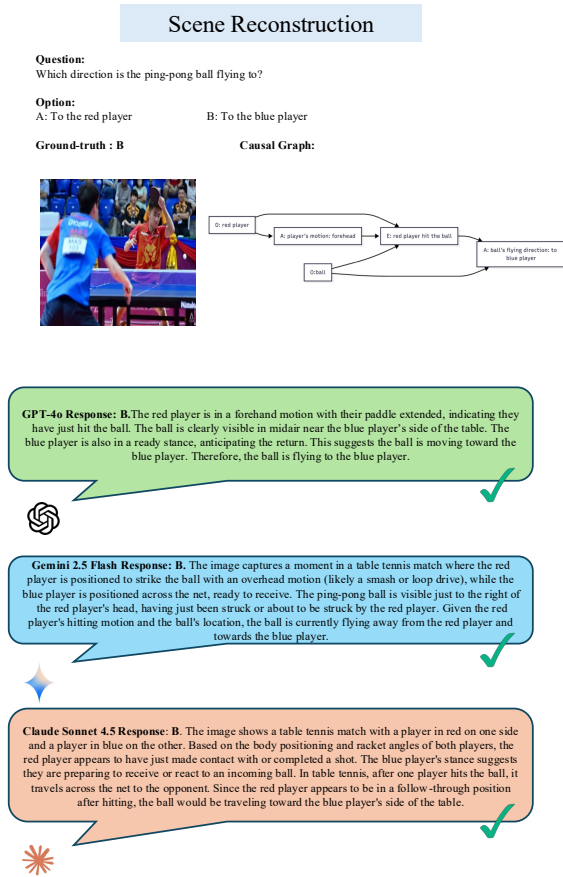 Scene Reconstruction
Question:
Which direction is the ping-pong ball flying to?
Option:
A: To the red player B: To the blue player
Ground-truth : B Causal Graph:
O: red player
A: player's motion: forehead
E: red player hit the ball
A: ball's flying direction: to
blue player
O:ball
MAS
GPT-4o Response: B.The red player is in a forehand motion with their paddle extended, indicating they
have just hit the ball. The ball is clearly visible in midair near the blue player's side of the table. The
blue player is also in a ready stance, anticipating the return. This suggests the ball is moving toward the
blue player. Therefore, the ball is flying to the blue player.
Gemini 2.5 Flash Response: B. The image captures a moment in a table tennis match where the red
player is positioned to strike the ball with an overhead motion (likely a smash or loop drive), while the
blue player is positioned across the net, ready to receive. The ping-pong ball is visible just to the right of
the red player's head, having just been struck or about to be struck by the red player. Given the red
player's hitting motion and the ball's location, the ball is currently flying away from the red player and
towards the blue player.
Claude Sonnet 4.5 Response: B. The image shows a table tennis match with a player in red on one side
and a player in blue on the other. Based on the body positioning and racket angles of both players, the
red player appears to have just made contact with or completed a shot. The blue player's stance suggests
they are preparing to receive or react to an incoming ball. In table tennis, after one player hits the ball, it
travels across the net to the opponent. Since the red player appears to be in a follow-through position
after hitting, the ball would be traveling toward the blue player's side of the table.